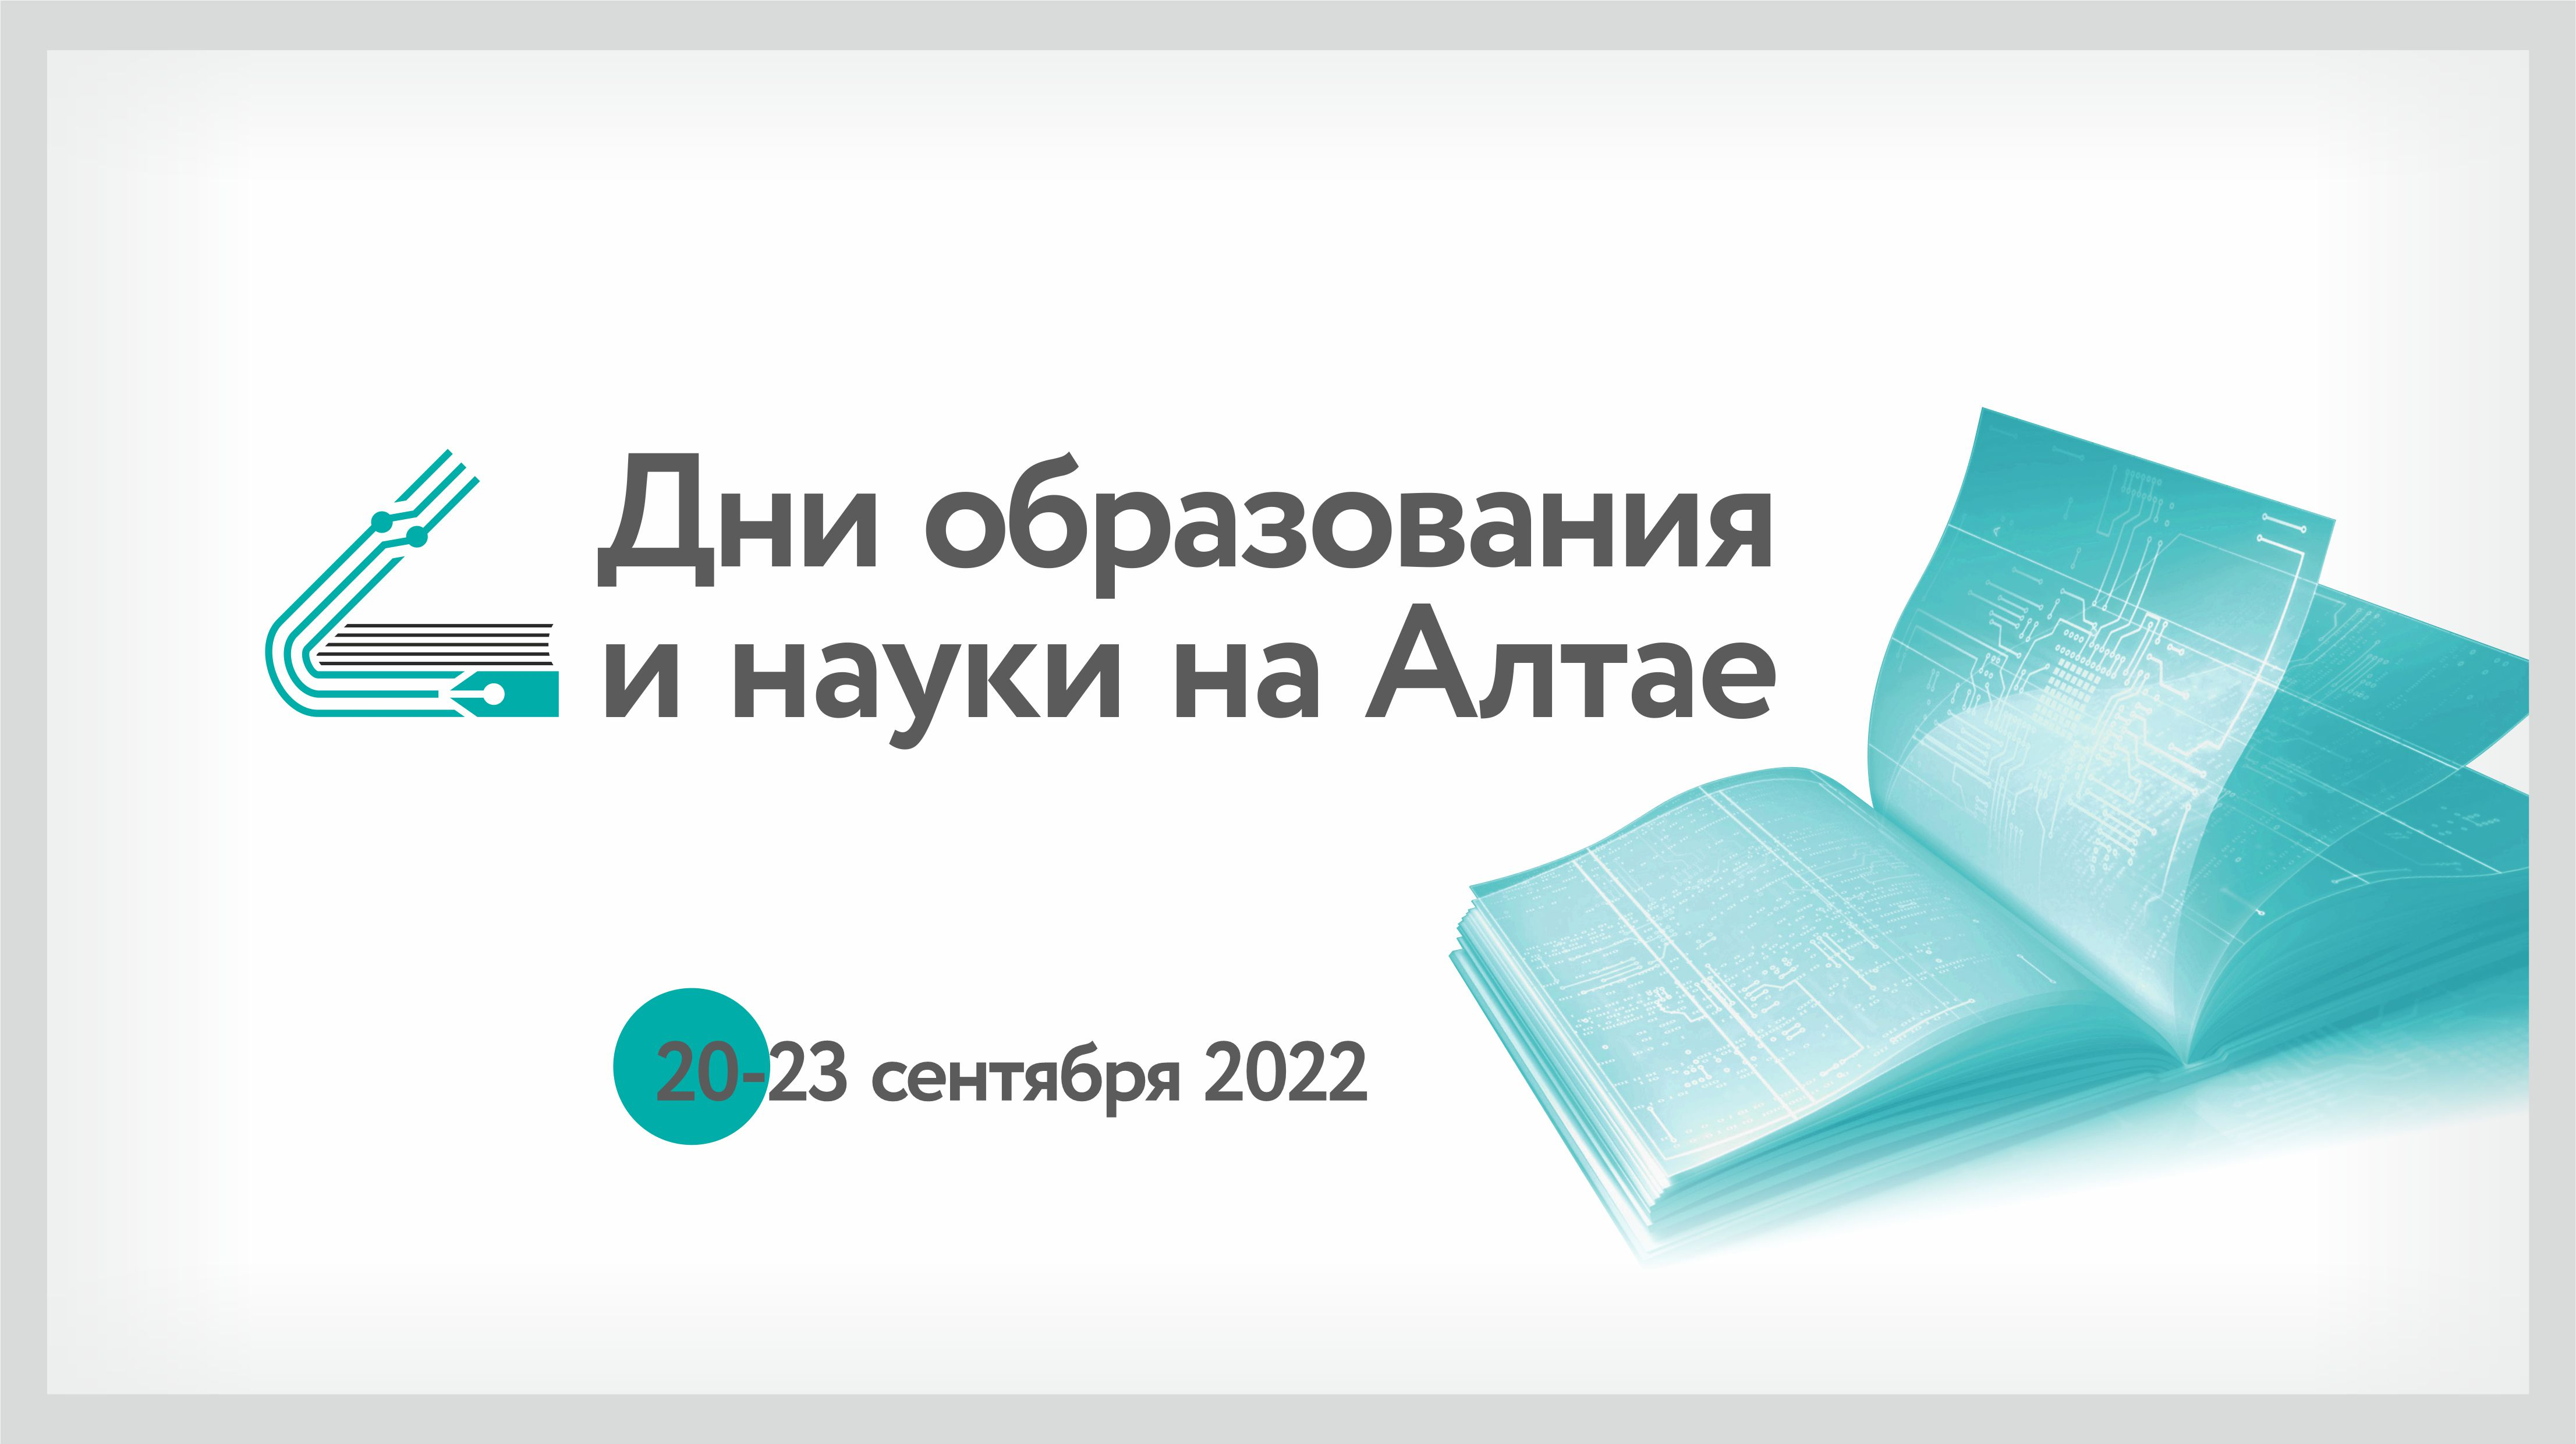 Дни образования
и науки на Алтае
20-23 сентября 2022